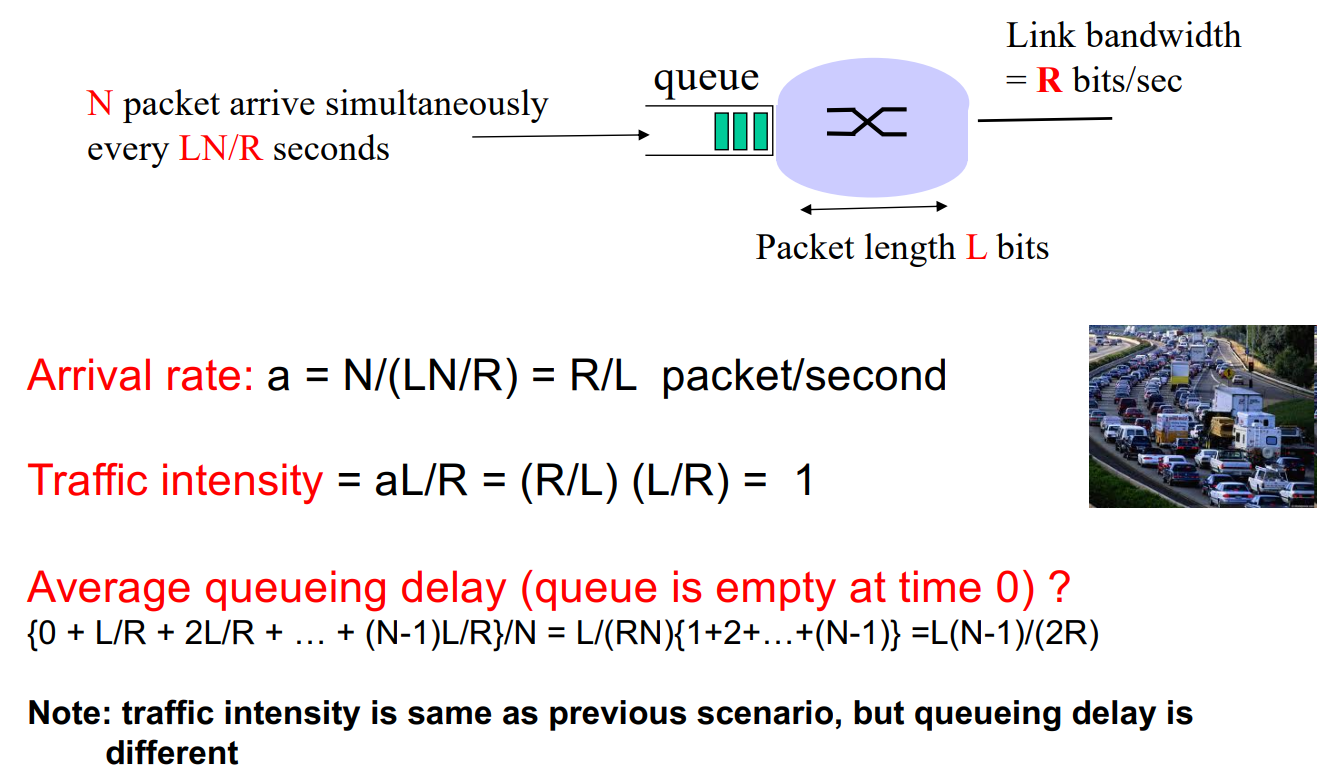 Link bandwidth
= R bits/sec
queue
N packet arrive simultaneously
every LN/R seconds
Packet length L bits
Arrival rate: a = N/(LN/R) = R/L packet/second
Traffic intensity = aL/R = (R/L) (L/R) = 1
Average queueing delay (queue is empty at time 0) ?
{0 + L/R + 2L/R + … + (N-1)L/R}/N = L/(RN){1+2+…+(N-1)} =L(N-1)/(2R)
Note: traffic intensity is same as previous scenario, but queueing delay is
different